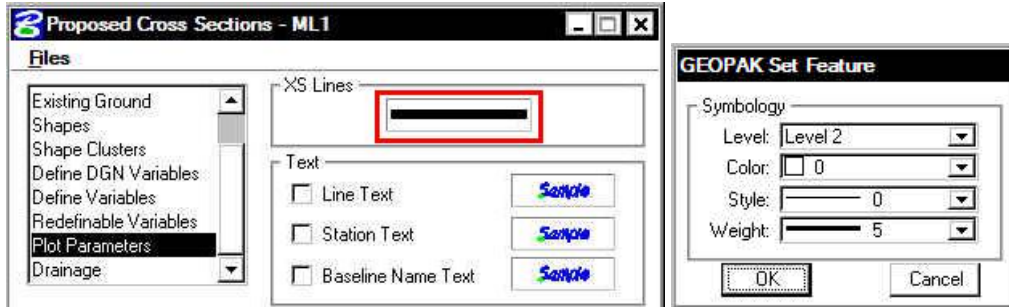 Proposed Cross Sections - ML1
Files
Existing Ground
Shapes
Shape Clusters
Define DGN Variables
Define Variables
Redefinable Variables
Plot Parameters
Drainage
XS Lines
Text
Line Text
Sample
Station Text
Sample
Baseline Name Text
Sample
GEOPAK Set Feature
Symbology
Level: Level 2
Color: 0
Style: 0
Weight: 5
OK
Cancel